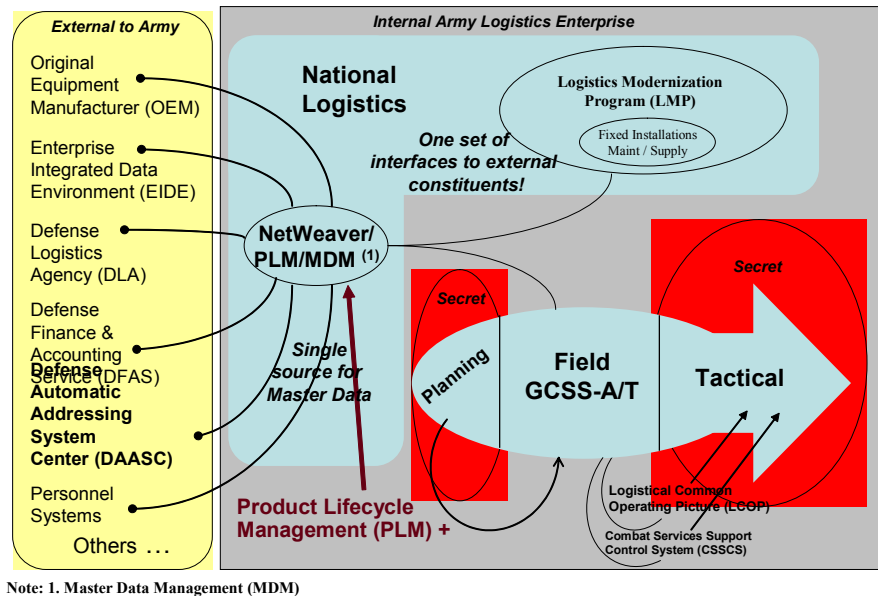 External to Army
Original
Equipment
Manufacturer (OEM)
Enterprise
Integrated Data
Environment (EIDE)
Defense
Logistics
Agency (DLA)
Defense
Finance &
Accounting
Service (DFAS)
Defense
Automatic
Addressing
System
Center (DAASC)
Personnel
Systems
Others …
Internal Army Logistics Enterprise
National
Logistics
Logistics Modernization
Program (LMP)
Fixed Installations
Maint / Supply
One set of
interfaces to external
constituents!
NetWeaver/
PLM/MDM (1)
Single
source for
Master Data
Secret
Planning
Field
GCSS-A/T
Secret
Tactical
Product Lifecycle
Management (PLM) +
Logistical Common
Operating Picture (LCOP)
Combat Services Support
Control System (CSSCS)
Note: 1. Master Data Management (MDM)